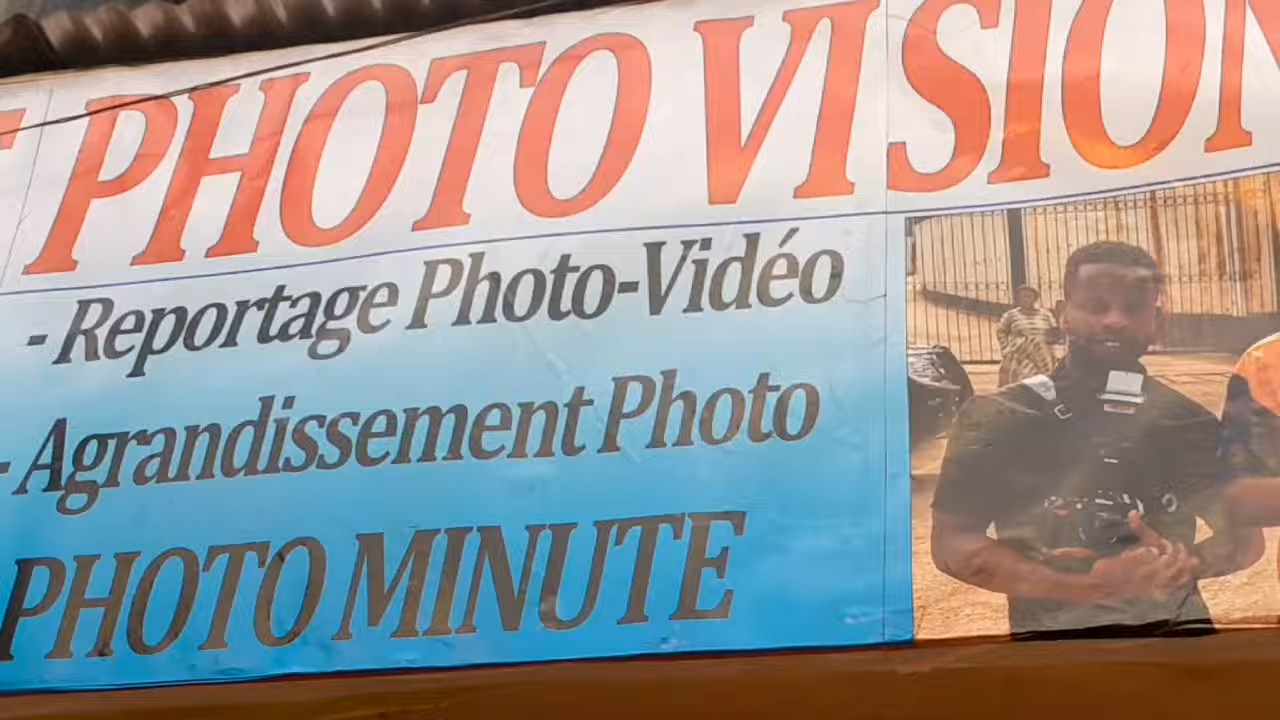 PHOTO VISION
- Reportage Photo-Vidéo
- Agrandissement Photo
PHOTO MINUTE